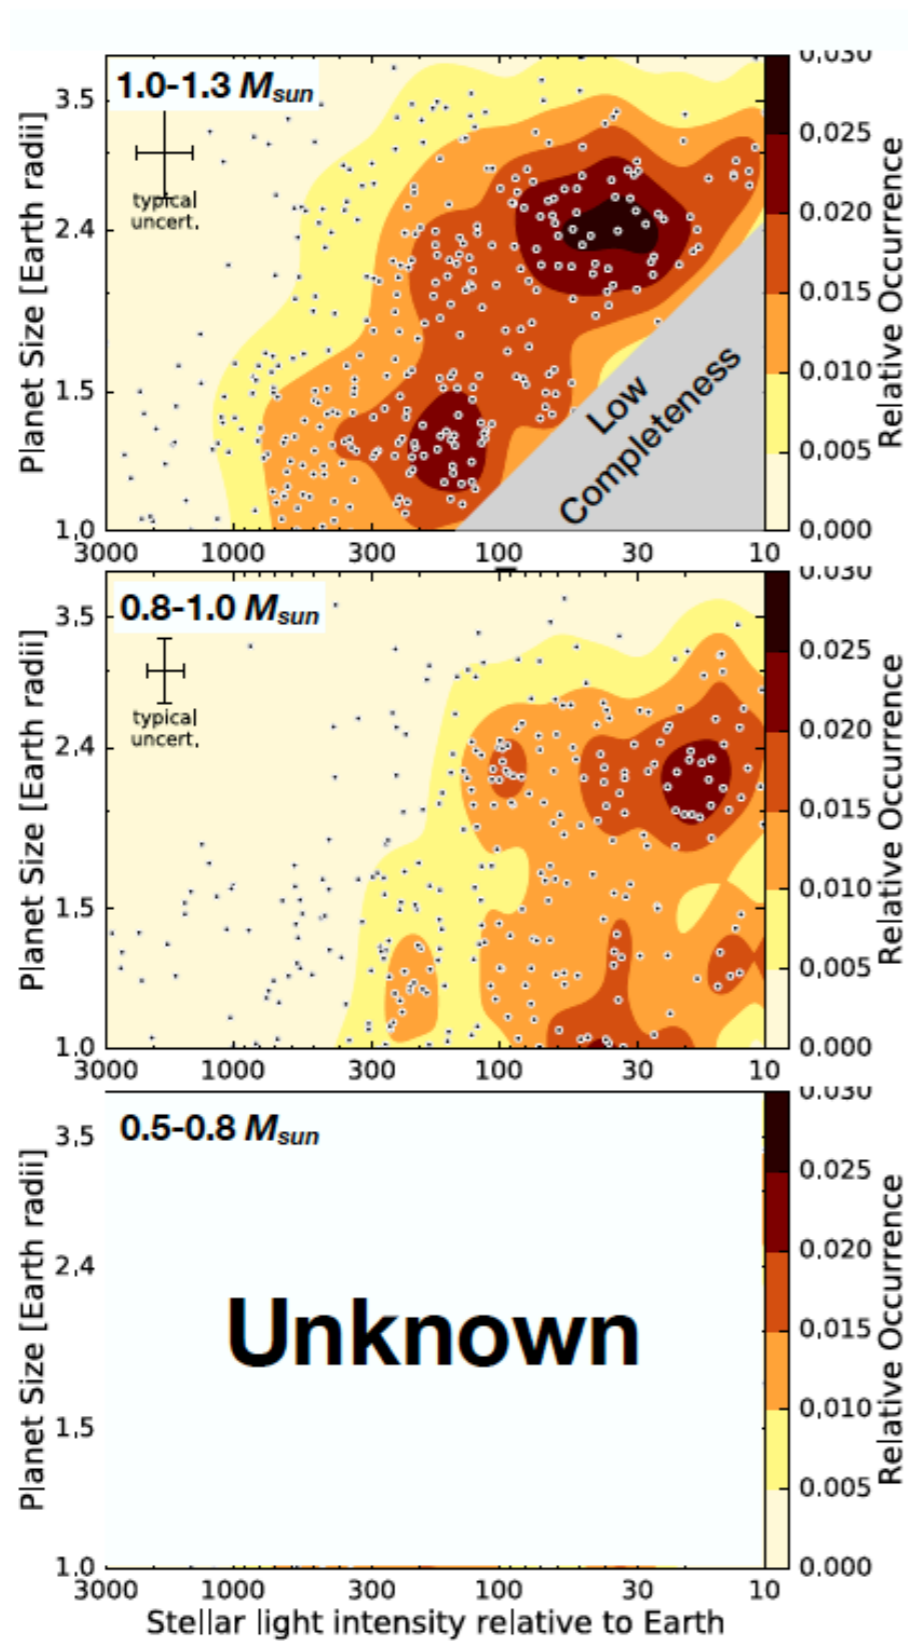 1.0-1.3 Msun
typical
uncert.
Low
Completeness
Planet Size [Earth radii]
3.5
2.4
1.5
1.0
3000 1000 300 100 30 10
0.030
0.025
0.020
0.015
0.010
0.005
0.000
Relative Occurrence
0.8-1.0 Msun
typical
uncert.
Planet Size [Earth radii]
3.5
2.4
1.5
1.0
3000 1000 300 100 30 10
0.030
0.025
0.020
0.015
0.010
0.005
0.000
Relative Occurrence
0.5-0.8 Msun
Unknown
Planet Size [Earth radii]
3.5
2.4
1.5
1.0
3000 1000 300 100 30 10
0.030
0.025
0.020
0.015
0.010
0.005
0.000
Relative Occurrence
Stellar light intensity relative to Earth